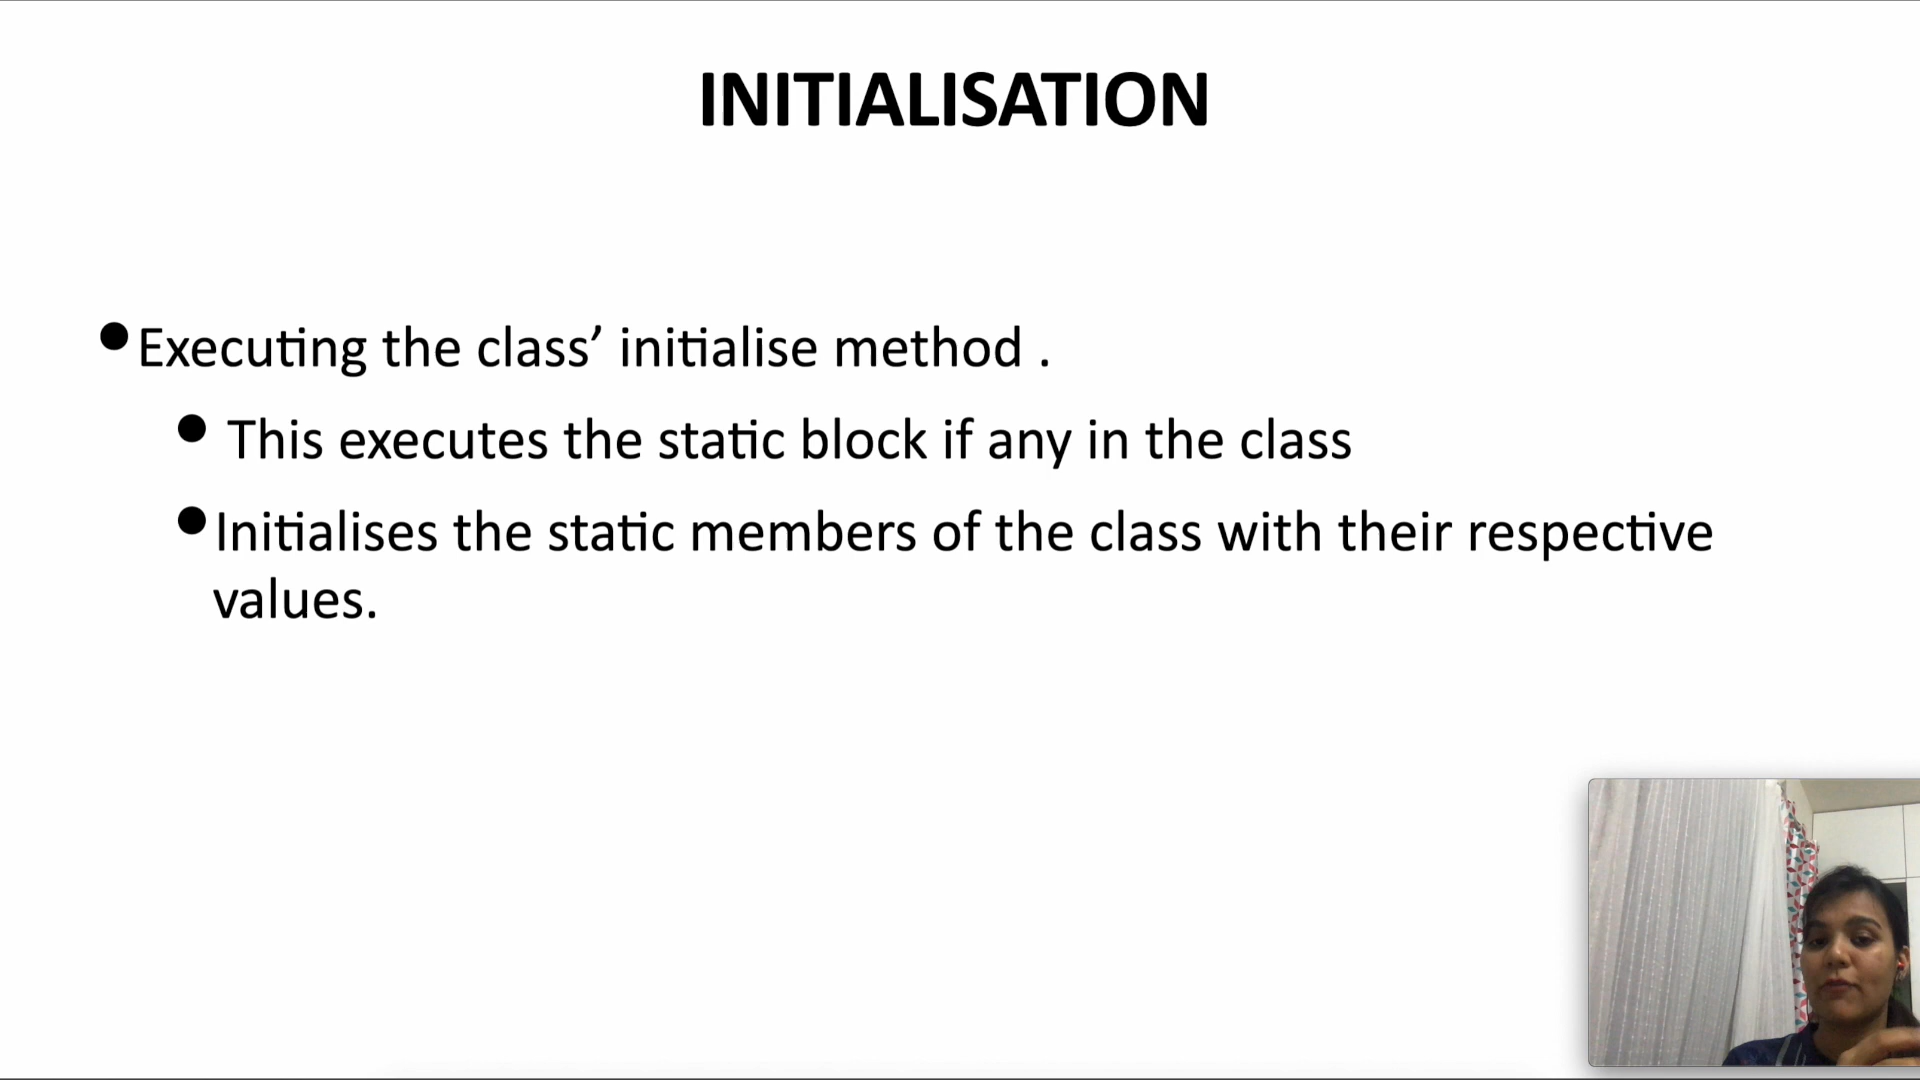 INITIALISATION
•Executing the class’ initialise method .
• This executes the static block if any in the class
•Initialises the static members of the class with their respective
values.